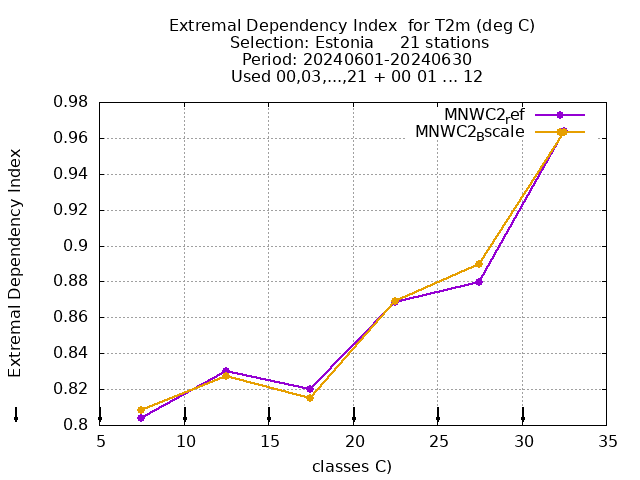 Extremal Dependency Index for T2m (deg C)
Selection: Estonia 21 stations
Period: 20240601-20240630
Used 00,03,...,21 + 00 01 ... 12
MNWC2ref
MNWC2Bscale
Extremal Dependency Index
0.98
0.96
0.94
0.92
0.9
0.88
0.86
0.84
0.82
0.8
5 10 15 20 25 30 35
classes C)